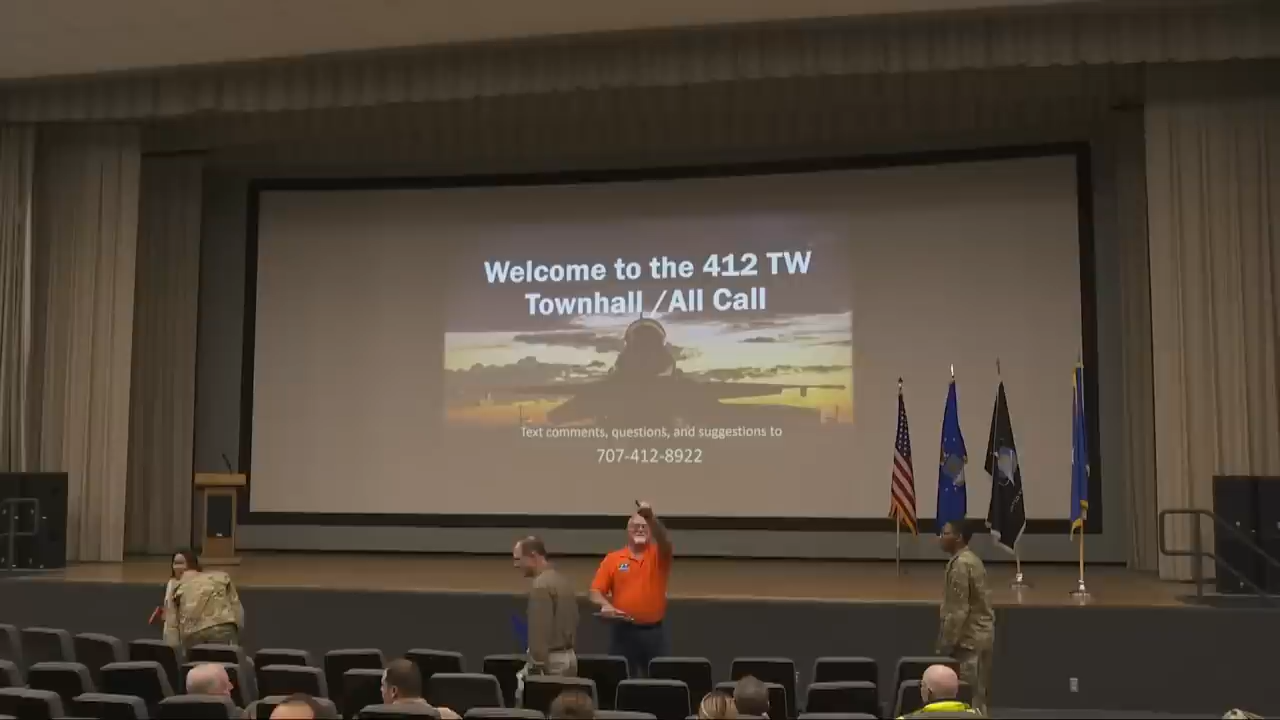 Welcome to the 412 TW
Townhall /All Call
Text comments, questions, and suggestions to
707-412-8922